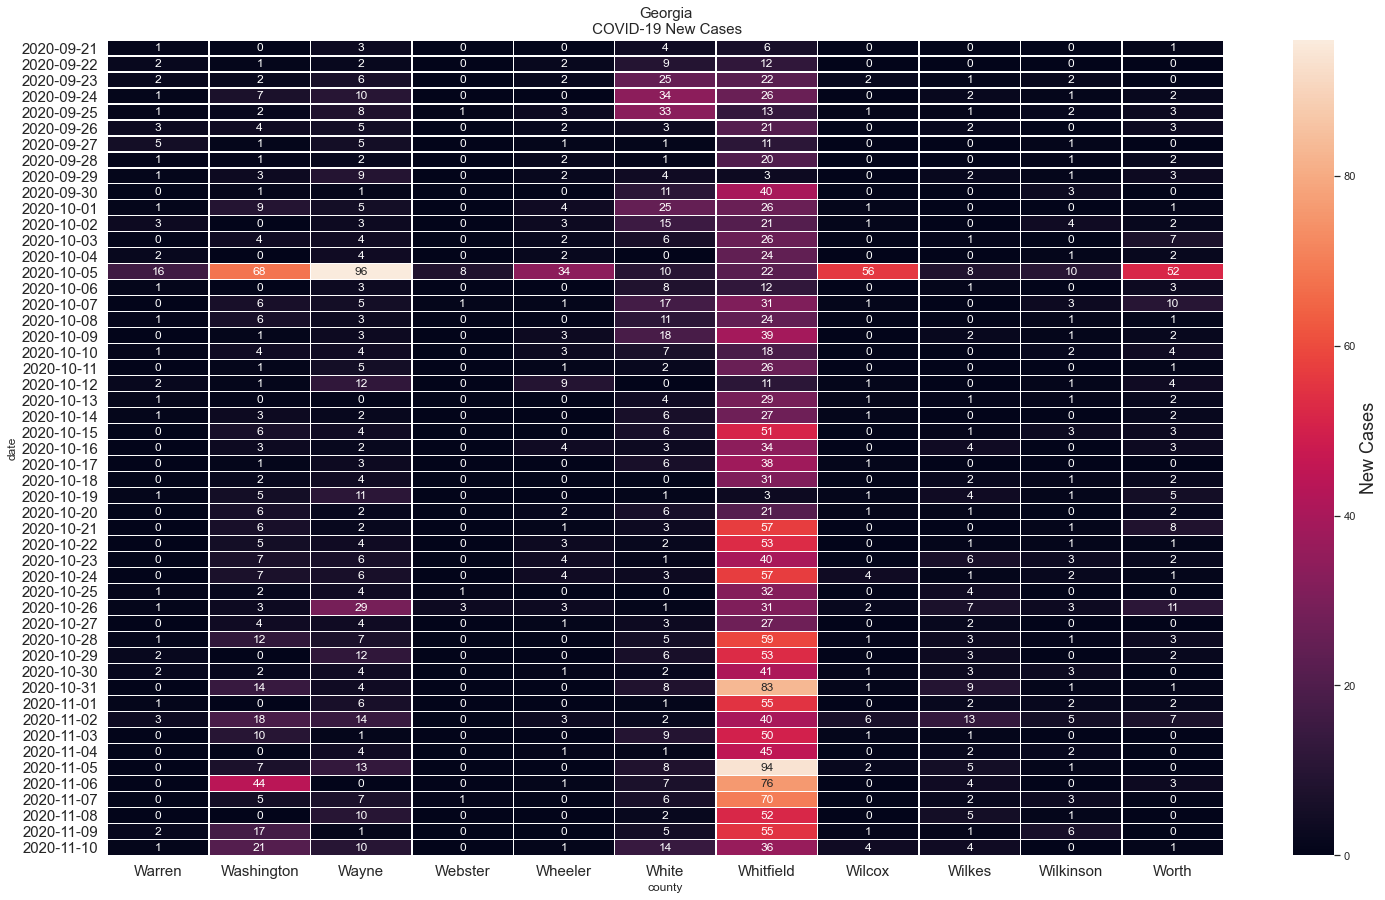 Georgia
COVID-19 New Cases
2020-09-21 1 0 3 0 0 4 6 0 0 0 1
2020-09-22 2 1 2 0 2 9 12 0 0 0 0
2020-09-23 2 2 6 0 2 25 22 2 1 2 0
2020-09-24 1 7 10 0 0 34 26 0 2 1 2
2020-09-25 1 2 8 1 3 33 13 1 1 2 3
2020-09-26 3 4 5 0 2 3 21 0 2 0 3
2020-09-27 5 1 5 0 1 1 11 0 0 1 0
2020-09-28 1 1 2 0 2 1 20 0 0 1 2
2020-09-29 1 3 9 0 2 4 3 0 2 1 3
2020-09-30 0 1 1 0 0 11 40 0 0 3 0
2020-10-01 1 9 5 0 4 25 26 1 0 0 1
2020-10-02 3 0 3 0 3 15 21 1 0 4 2
2020-10-03 0 4 4 0 2 6 26 0 1 0 7
2020-10-04 2 0 4 0 2 0 24 0 0 1 2
2020-10-05 16 68 96 8 34 10 22 56 8 10 52
2020-10-06 1 0 3 0 0 8 12 0 1 0 3
2020-10-07 0 6 5 1 1 17 31 1 0 3 10
2020-10-08 1 6 3 0 0 11 24 0 0 1 1
2020-10-09 0 1 3 0 3 18 39 0 2 1 2
2020-10-10 1 4 4 0 3 7 18 0 0 2 4
2020-10-11 0 1 5 0 1 2 26 0 0 0 1
2020-10-12 2 1 12 0 9 0 11 1 0 1 4
2020-10-13 1 0 0 0 0 4 29 1 1 1 2
2020-10-14 1 3 2 0 0 6 27 1 0 0 2
2020-10-15 0 6 4 0 0 6 51 0 1 3 3
2020-10-16 0 3 2 0 4 3 34 0 4 0 3
2020-10-17 0 1 3 0 0 6 38 1 0 0 0
2020-10-18 0 2 4 0 0 0 31 0 2 1 2
2020-10-19 1 5 11 0 0 1 3 1 4 1 5
2020-10-20 0 6 2 0 2 6 21 1 1 0 2
2020-10-21 0 6 2 0 1 3 57 0 0 1 8
2020-10-22 0 5 4 0 3 2 53 0 1 1 1
2020-10-23 0 7 6 0 4 1 40 0 6 3 2
2020-10-24 0 7 6 0 4 3 57 4 1 2 1
2020-10-25 1 2 4 1 0 0 32 0 4 0 0
2020-10-26 1 3 29 3 3 1 31 2 7 3 11
2020-10-27 0 4 4 0 1 3 27 0 2 0 0
2020-10-28 1 12 7 0 0 5 59 1 3 1 3
2020-10-29 2 0 12 0 0 6 53 0 3 0 2
2020-10-30 2 2 4 0 1 2 41 1 3 3 0
2020-10-31 0 14 4 0 0 8 83 1 9 1 1
2020-11-01 1 0 6 0 0 1 55 0 2 2 2
2020-11-02 3 18 14 0 3 2 40 6 13 5 7
2020-11-03 0 10 1 0 0 9 50 1 1 0 0
2020-11-04 0 0 4 0 1 1 45 0 2 2 0
2020-11-05 0 7 13 0 0 8 94 2 5 1 0
2020-11-06 0 44 0 0 1 7 76 0 4 0 3
2020-11-07 0 5 7 1 0 6 70 0 2 3 0
2020-11-08 0 0 10 0 0 2 52 0 5 1 0
2020-11-09 2 17 1 0 0 5 55 1 1 6 0
2020-11-10 1 21 10 0 1 14 36 4 4 0 1
Warren Washington Wayne Webster Wheeler White Whitfield Wilcox Wilkes Wilkinson Worth
county
date
80
60
40
20
0
New Cases